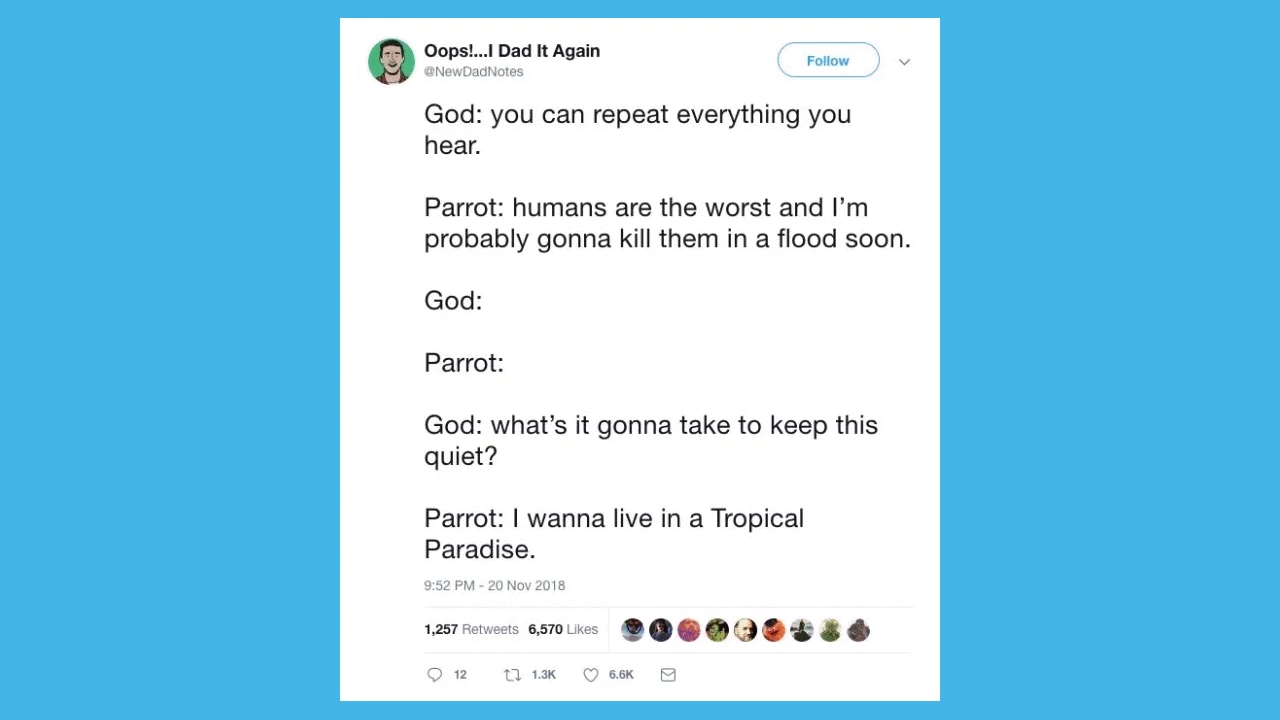 Oops!...I Dad It Again
@NewDadNotes
Follow
God: you can repeat everything you
hear.
Parrot: humans are the worst and I’m
probably gonna kill them in a flood soon.
God:
Parrot:
God: what’s it gonna take to keep this
quiet?
Parrot: I wanna live in a Tropical
Paradise.
9:52 PM - 20 Nov 2018
1,257 Retweets 6,570 Likes
12 1.3K 6.6K